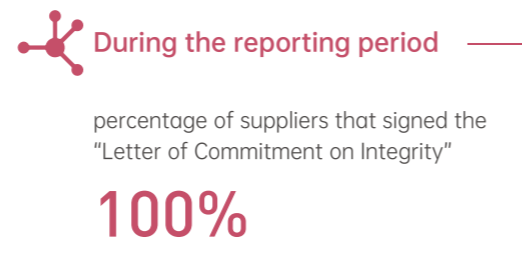 During the reporting period
percentage of suppliers that signed the
"Letter of Commitment on Integrity"
100%